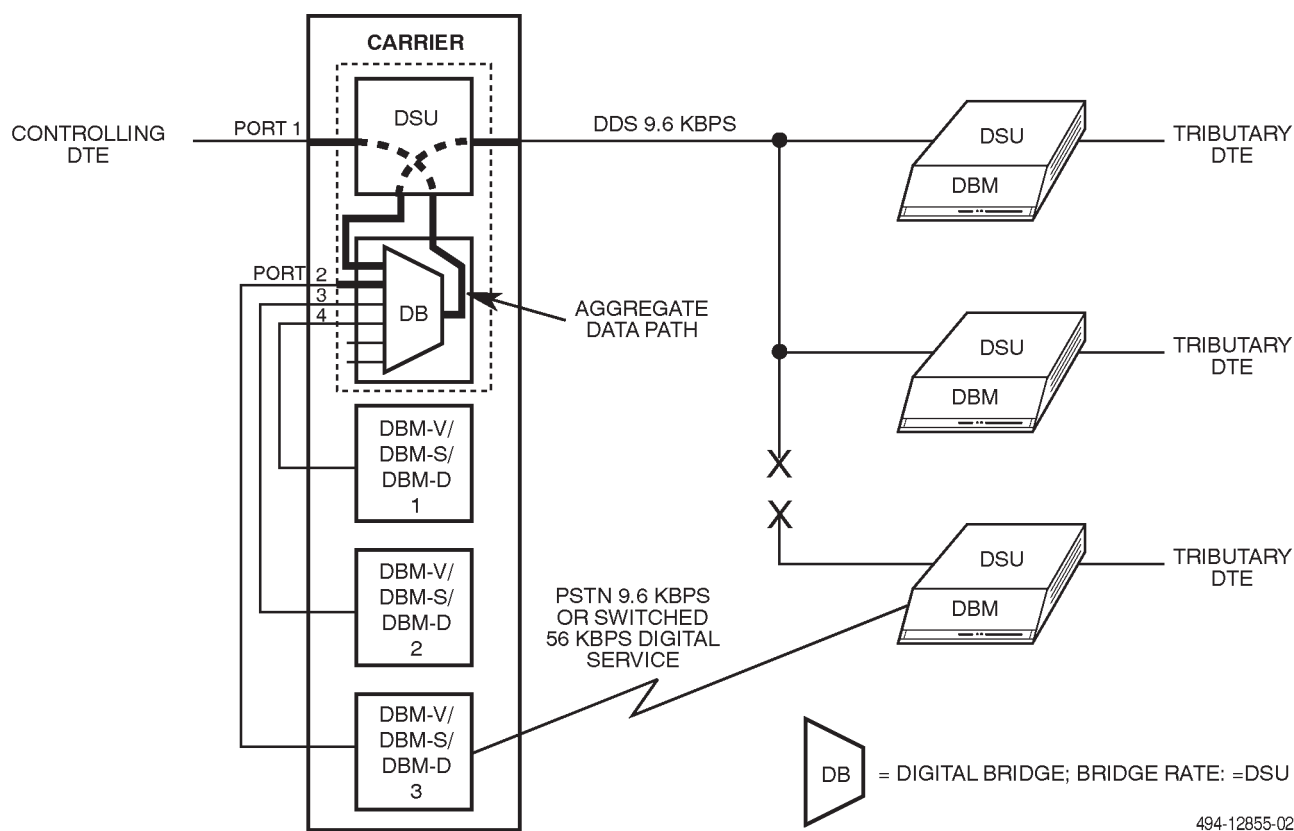 CARRIER
CONTROLLING
DTE
PORT 1
DSU
DDS 9.6 KBPS
DSU
DBM
TRIBUTARY
DTE
PORT 2
3
4
DB
AGGREGATE
DATA PATH
DSU
DBM
TRIBUTARY
DTE
DBM-V/
DBM-S/
DBM-D
1
X
X
DBM-V/
DBM-S/
DBM-D
2
PSTN 9.6 KBPS
OR SWITCHED
56 KBPS DIGITAL
SERVICE
DSU
DBM
TRIBUTARY
DTE
DBM-V/
DBM-S/
DBM-D
3
DB
= DIGITAL BRIDGE; BRIDGE RATE: =DSU
494-12855-02